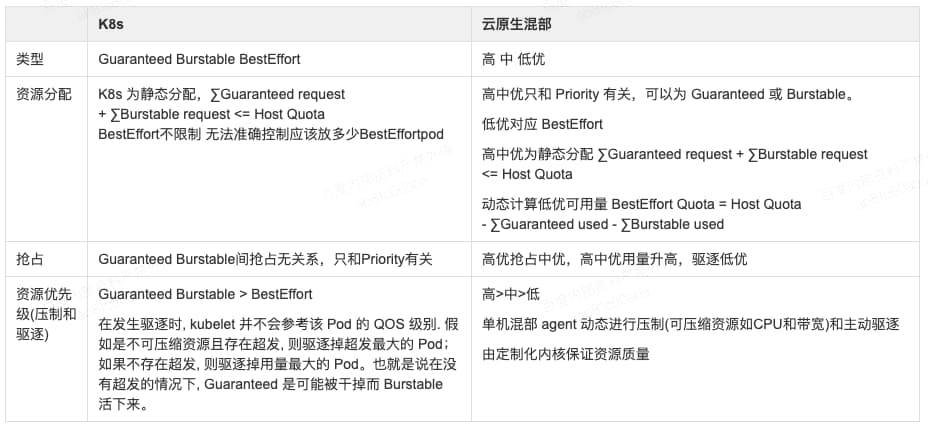 K8s
云原生混部
类型
Guaranteed Burstable BestEffort
高 中 低优
资源分配
K8s 为静态分配，∑Guaranteed request
+ ∑Burstable request <= Host Quota
BestEffort不限制 无法准确控制应该放多少BestEffortpod
高中优只和 Priority 有关，可以为 Guaranteed 或 Burstable。
低优对应 BestEffort
高中优为静态分配 ∑Guaranteed request + ∑Burstable request
<= Host Quota
动态计算低优可用量 BestEffort Quota = Host Quota
- ∑Guaranteed used - ∑Burstable used
抢占
Guaranteed Burstable间抢占无关系，只和Priority有关
高优抢占中优，高中优用量升高，驱逐低优
资源优先
级(压制和
驱逐)
Guaranteed Burstable > BestEffort
在发生驱逐时, kubelet 并不会参考该 Pod 的 QOS 级别. 假
如是不可压缩资源且存在超发, 则驱逐掉超发最大的 Pod；
如果不存在超发, 则驱逐掉用量最大的 Pod。也就是说在没
有超发的情况下, Guaranteed 是可能被干掉而 Burstable
活下来。
高>中>低
单机混部 agent 动态进行压制(可压缩资源如CPU和带宽)和主动驱逐
由定制化内核保证资源质量